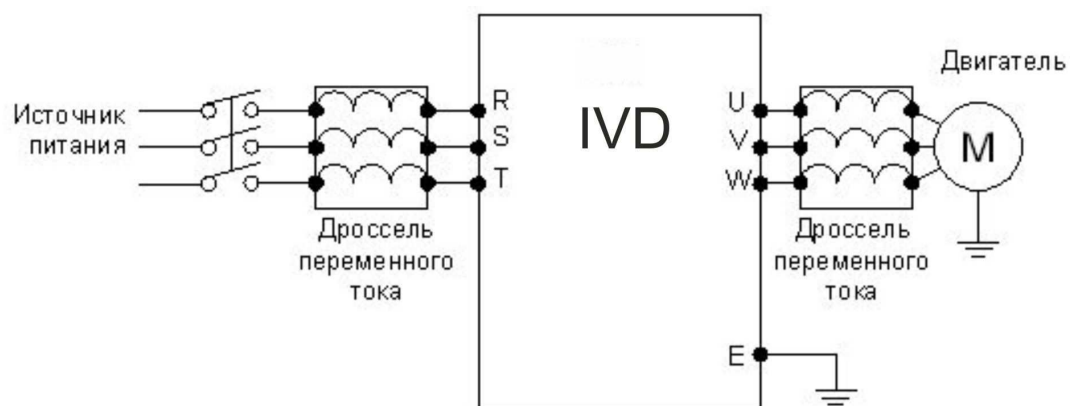 Источник
питания
Дроссель
переменного
тока
R
S
T
IVD
U
V
W
E
Дроссель
переменного
тока
Двигатель
M